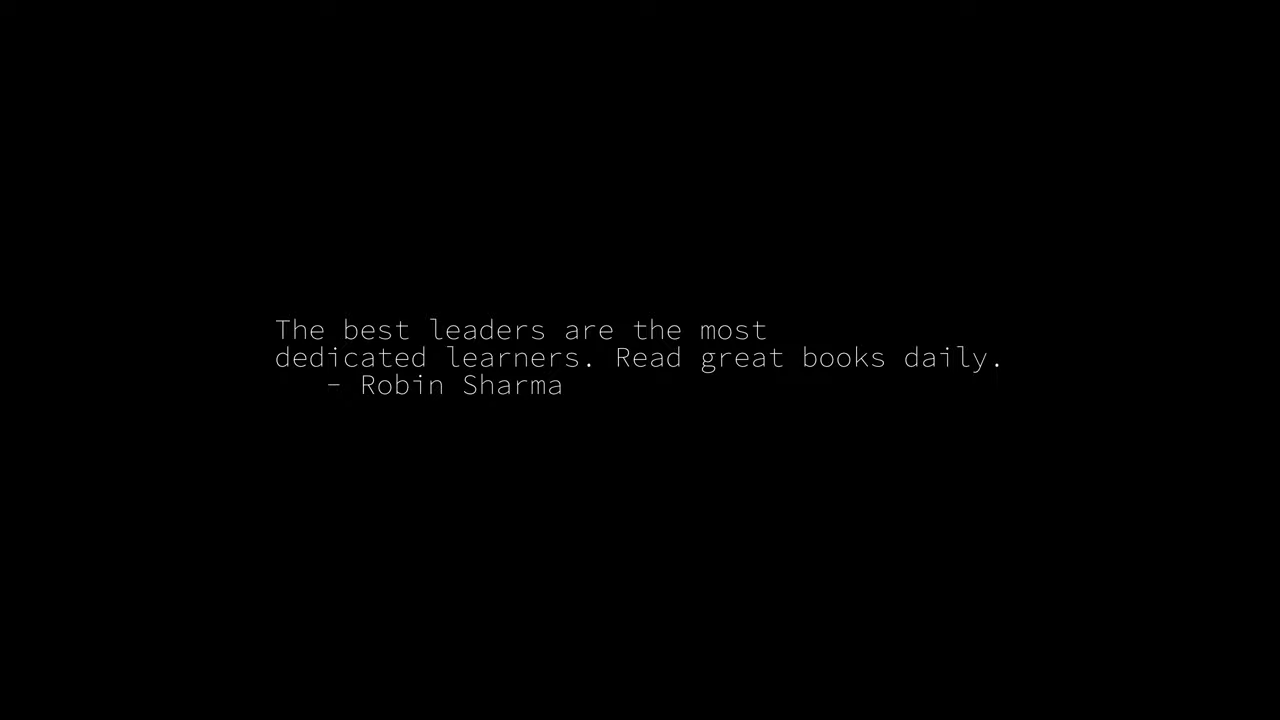 The best leaders are the most
dedicated learners. Read great books daily.
– Robin Sharma